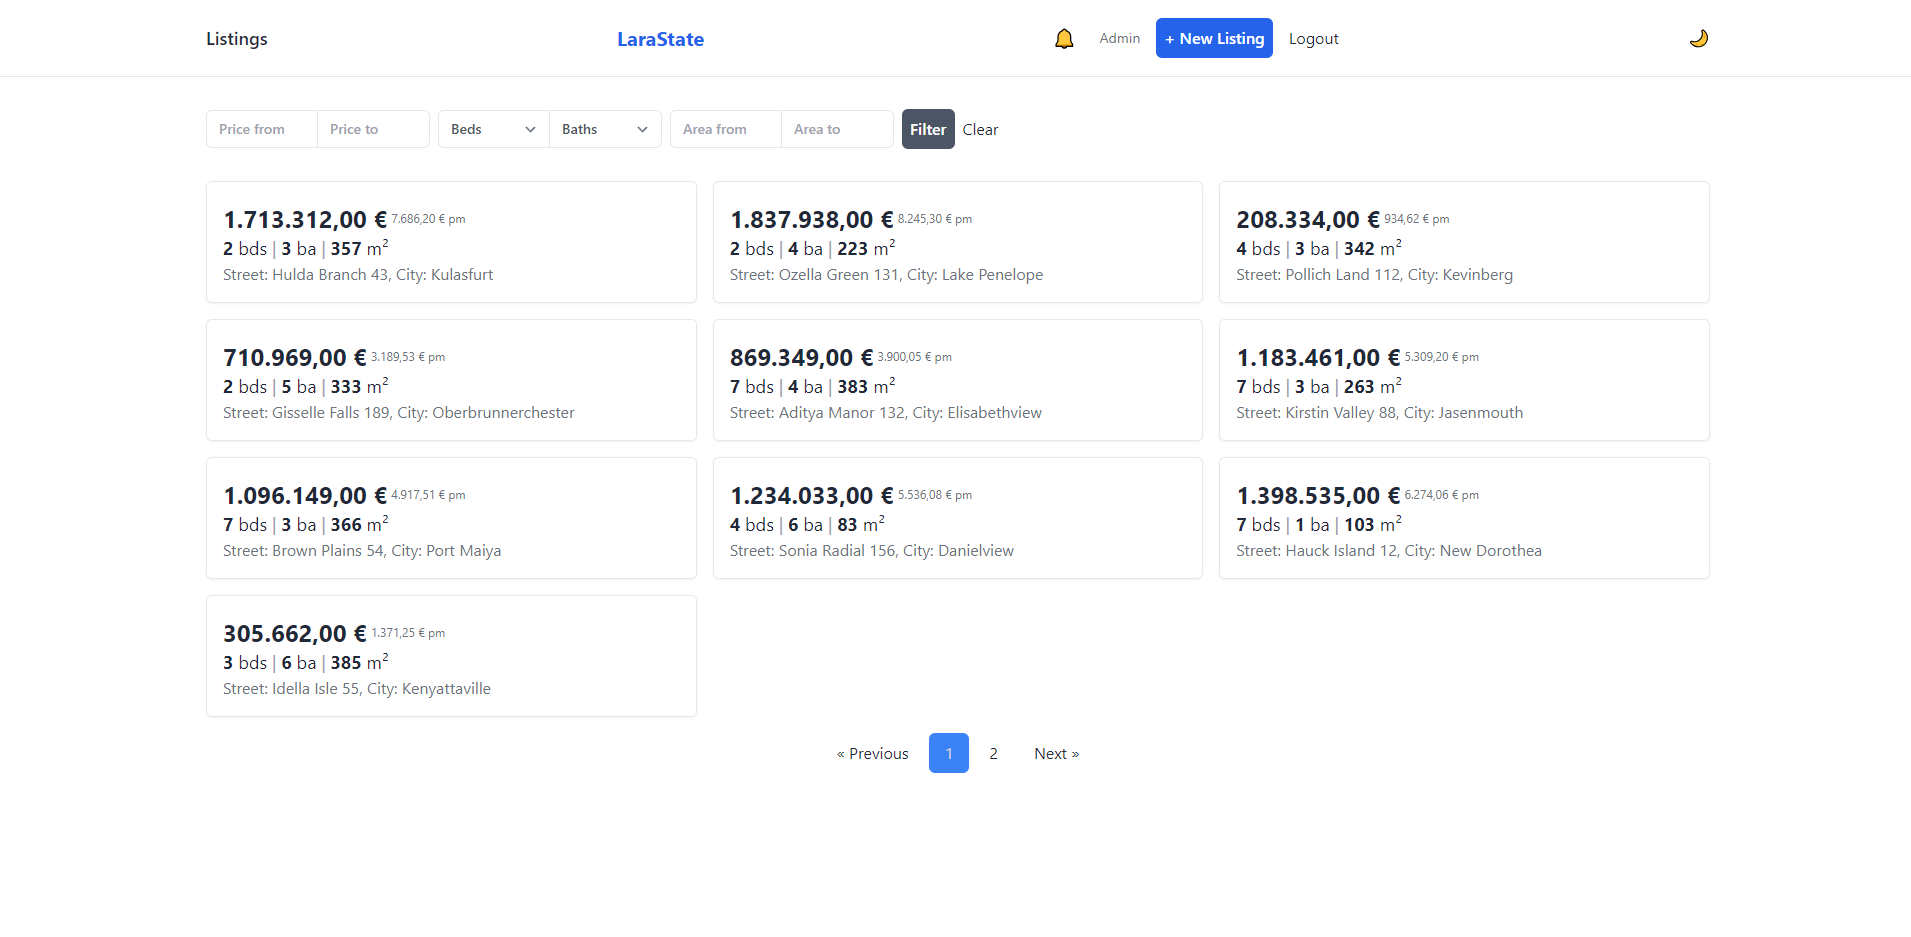 Listings
LaraState
Admin
+ New Listing
Logout
Price from
Price to
Beds
Baths
Area from
Area to
Filter
Clear
1.713.312,00 € 7.686,20 € pm
2 bds | 3 ba | 357 m²
Street: Hulda Branch 43, City: Kulasfurt
1.837.938,00 € 8.245,30 € pm
2 bds | 4 ba | 223 m²
Street: Ozella Green 131, City: Lake Penelope
208.334,00 € 934,62 € pm
4 bds | 3 ba | 342 m²
Street: Pollich Land 112, City: Kevinberg
710.969,00 € 3.189,53 € pm
2 bds | 5 ba | 333 m²
Street: Gisselle Falls 189, City: Oberbrunnerchester
869.349,00 € 3.900,05 € pm
7 bds | 4 ba | 383 m²
Street: Aditya Manor 132, City: Elisabethview
1.183.461,00 € 5.309,20 € pm
7 bds | 3 ba | 263 m²
Street: Kirstin Valley 88, City: Jasenmouth
1.096.149,00 € 4.917,51 € pm
7 bds | 3 ba | 366 m²
Street: Brown Plains 54, City: Port Maiya
1.234.033,00 € 5.536,08 € pm
4 bds | 6 ba | 83 m²
Street: Sonia Radial 156, City: Danielview
1.398.535,00 € 6.274,06 € pm
7 bds | 1 ba | 103 m²
Street: Hauck Island 12, City: New Dorothea
305.662,00 € 1.371,25 € pm
3 bds | 6 ba | 385 m²
Street: Idella Isle 55, City: Kenyattaville
« Previous 1 2 Next »